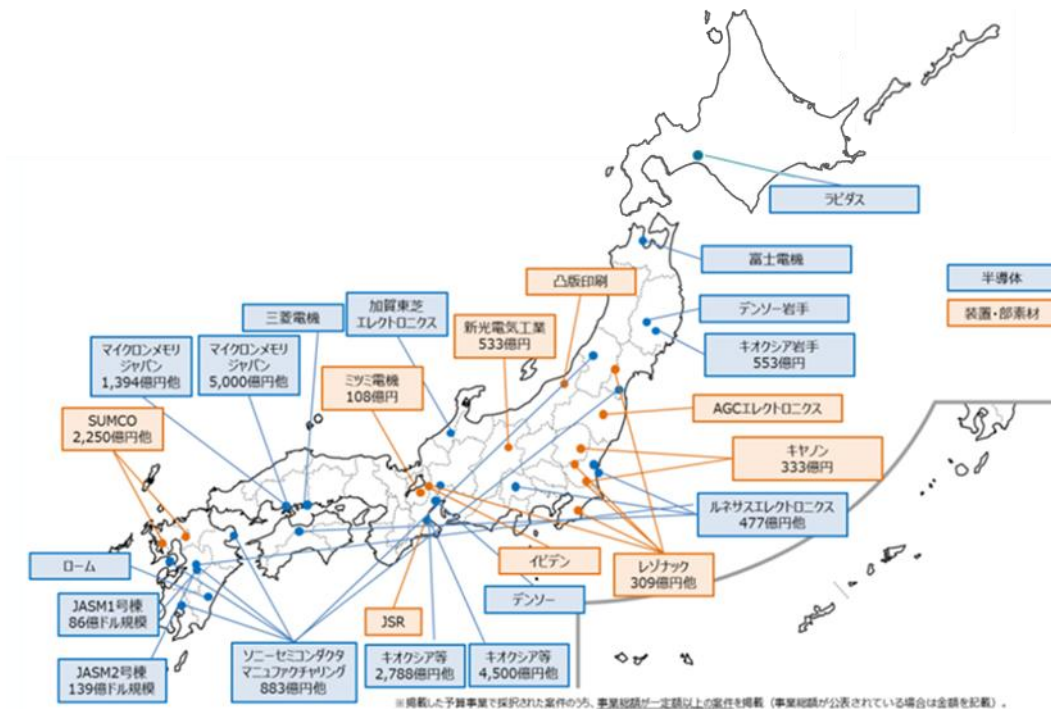 ラピダス
富士電機
半導体
凸版印刷
加賀東芝
エレクトロニクス
デンソー岩手
装置・部素材
三菱電機
新光電気工業
533億円
キオクシア岩手
553億円
マイクロンメモリ
ジャパン
1,394億円他
マイクロンメモリ
ジャパン
5,000億円他
ミツミ電機
108億円
AGCエレクトロニクス
SUMCO
2,250億円他
キヤノン
333億円
ルネサスエレクトロニクス
477億円他
ローム
イビデン
レゾナック
309億円他
デンソー
JASM1号棟
86億ドル規模
JSR
JASM2号棟
139億ドル規模
ソニーセミコンダクタ
マニュファクチャリング
883億円他
キオクシア等
2,788億円他
キオクシア等
4,500億円他
※掲載した予算事業で採択された案件のうち、事業総額が一定額以上の案件を掲載（事業総額が公表されている場合は金額を記載）。